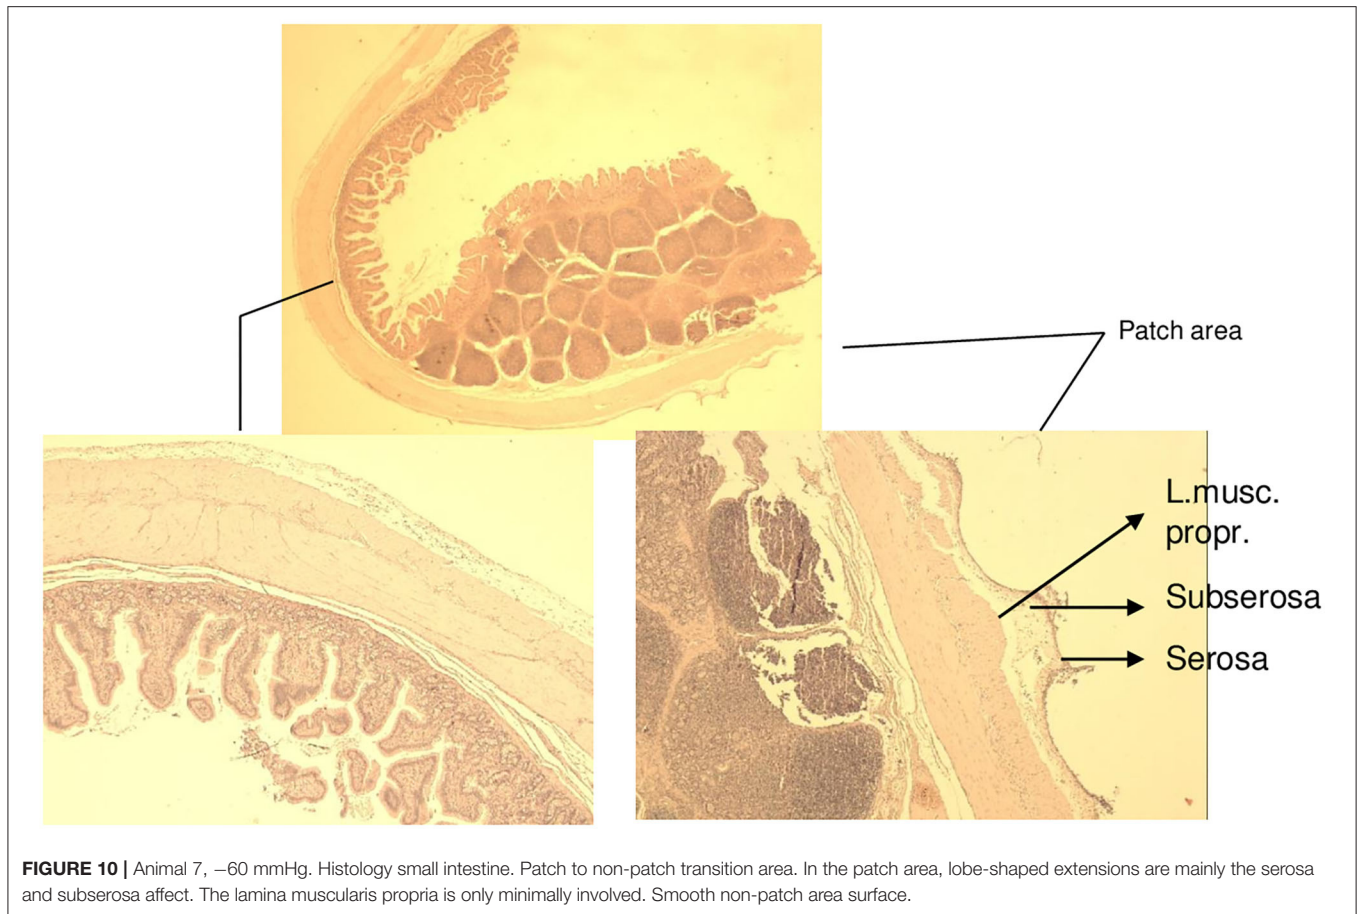 Patch area
L.musc.
propr.
Subserosa
Serosa
FIGURE 10 | Animal 7, −60 mmHg. Histology small intestine. Patch to non-patch transition area. In the patch area, lobe-shaped extensions are mainly the serosa
and subserosa affect. The lamina muscularis propria is only minimally involved. Smooth non-patch area surface.